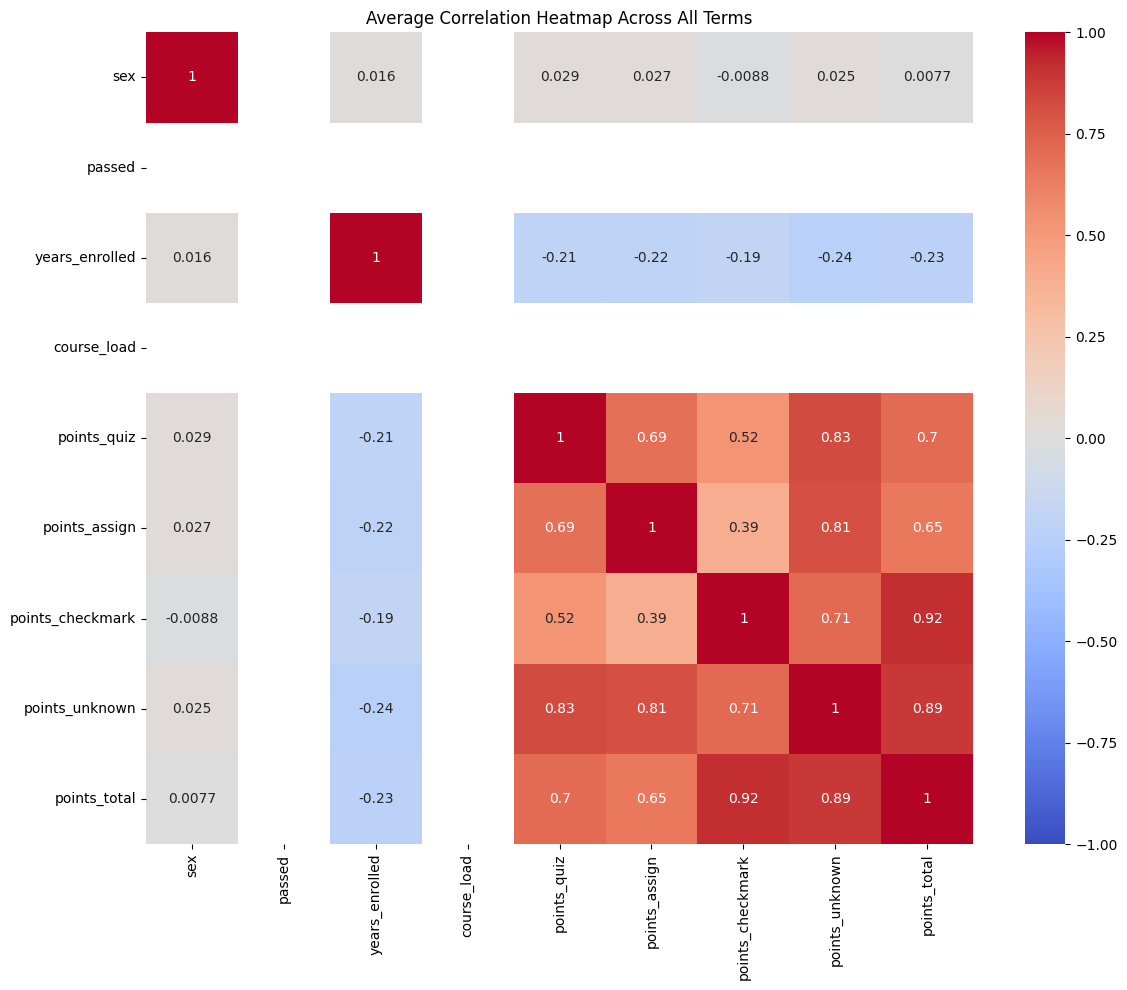 Average Correlation Heatmap Across All Terms
sex 1 0.016 0.029 0.027 -0.0088 0.025 0.0077
passed
years_enrolled 0.016 1 -0.21 -0.22 -0.19 -0.24 -0.23
course_load
points_quiz 0.029 -0.21 1 0.69 0.52 0.83 0.7
points_assign 0.027 -0.22 0.69 1 0.39 0.81 0.65
points_checkmark -0.0088 -0.19 0.52 0.39 1 0.71 0.92
points_unknown 0.025 -0.24 0.83 0.81 0.71 1 0.89
points_total 0.0077 -0.23 0.7 0.65 0.92 0.89 1
sex
passed
years_enrolled
course_load
points_quiz
points_assign
points_checkmark
points_unknown
points_total
1.00
0.75
0.50
0.25
0.00
−0.25
−0.50
−0.75
−1.00